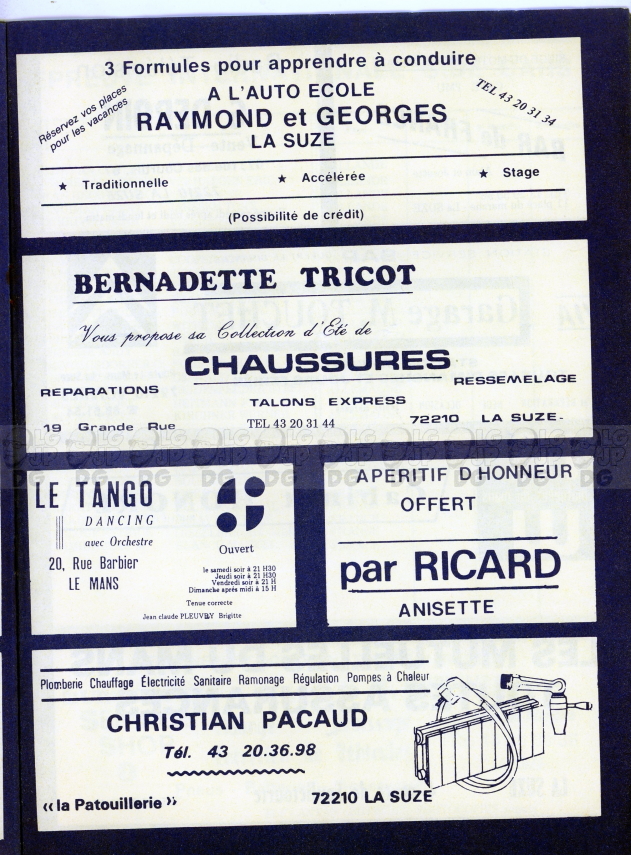 3 Formules pour apprendre à conduire
Réservez vos places
pour les vacances
A L'AUTO ECOLE
TEL 43 20 31 34
RAYMOND et GEORGES
LA SUZE
★ Traditionnelle ★ Accélérée ★ Stage
(Possibilité de crédit)
BERNADETTE TRICOT
Vous propose sa Collection d'Eté de
CHAUSSURES
REPARATIONS
TALONS EXPRESS
RESSEMELAGE
19 Grande Rue
TEL 43 20 31 44
72210 LA SUZE-
LE TANGO
DANCING
avec Orchestre
20, Rue Barbier
LE MANS
Ouvert
le samedi soir à 21 H30
Jeudi soir à 21 H30
Vendredi soir à 21 H
Dimanche après midi à 15 H
Tenue correcte
Jean claude PLEUVRY Brigitte
APERITIF D HONNEUR
OFFERT
par RICARD
ANISETTE
Plomberie Chauffage Électricité Sanitaire Ramonage Régulation Pompes à Chaleur
CHRISTIAN PACAUD
Tél. 43 20.36.98
«la Patouillerie»
72210 LA SUZE